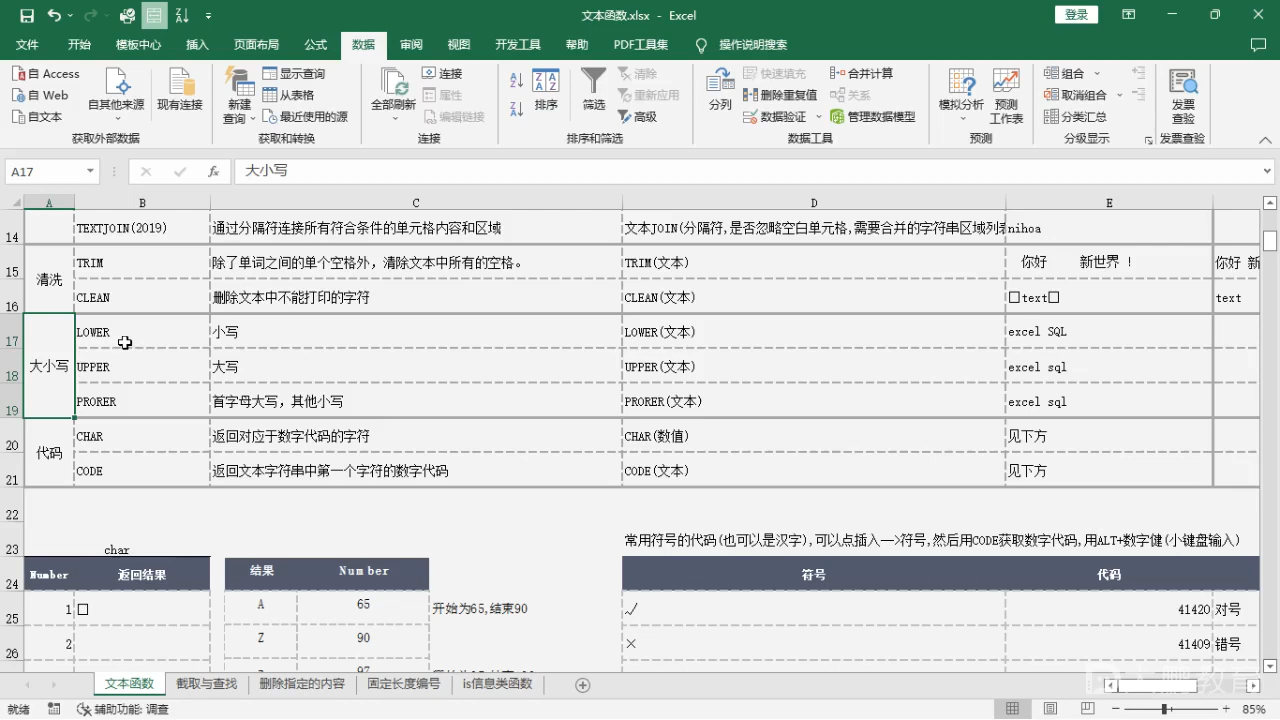 文本函数.xlsx - Excel
登录
文件 开始 模板中心 插入 页面布局 公式 数据 审阅 视图 开发工具 帮助 PDF工具集 操作说明搜索
自 Access
自 Web
自文本
自其他来源
现有连接
获取外部数据
新建查询
显示查询
从表格
最近使用的源
获取和转换
全部刷新
连接
属性
编辑链接
连接
排序
筛选
清除
重新应用
高级
排序和筛选
分列
快速填充
删除重复值
数据验证
合并计算
关系
管理数据模型
数据工具
模拟分析
预测工作表
预测
组合
取消组合
分类汇总
分级显示
发票查验
发票查验
A17 fx 大小写
A B C D E
14 TEXTJOIN(2019) 通过分隔符连接所有符合条件的单元格内容和区域 文本JOIN(分隔符,是否忽略空白单元格,需要合并的字符串区域列 nihoa
15 清洗 TRIM 除了单词之间的单个空格外，清除文本中所有的空格。 TRIM(文本) 你好 新世界 ！ 你好 新
16 CLEAN 删除文本中不能打印的字符 CLEAN(文本) □text□ text
17 大小写 LOWER 小写 LOWER(文本) excel SQL
18 UPPER 大写 UPPER(文本) excel sql
19 PRORER 首字母大写，其他小写 PRORER(文本) excel sql
20 代码 CHAR 返回对应于数字代码的字符 CHAR(数值) 见下方
21 CODE 返回文本字符串中第一个字符的数字代码 CODE(文本) 见下方
22
23 char 常用符号的代码(也可以是汉字),可以点插入—>符号,然后用CODE获取数字代码,用ALT+数字健(小键盘输入)
24 Number 返回结果 结果 Number 符号 代码
25 1 □ A 65 开始为65,结束90 √ 41420 对号
26 2 Z 90 × 41409 错号
文本函数 截取与查找 删除指定的内容 固定长度编号 is信息类函数
就绪 辅助功能: 调查 85%